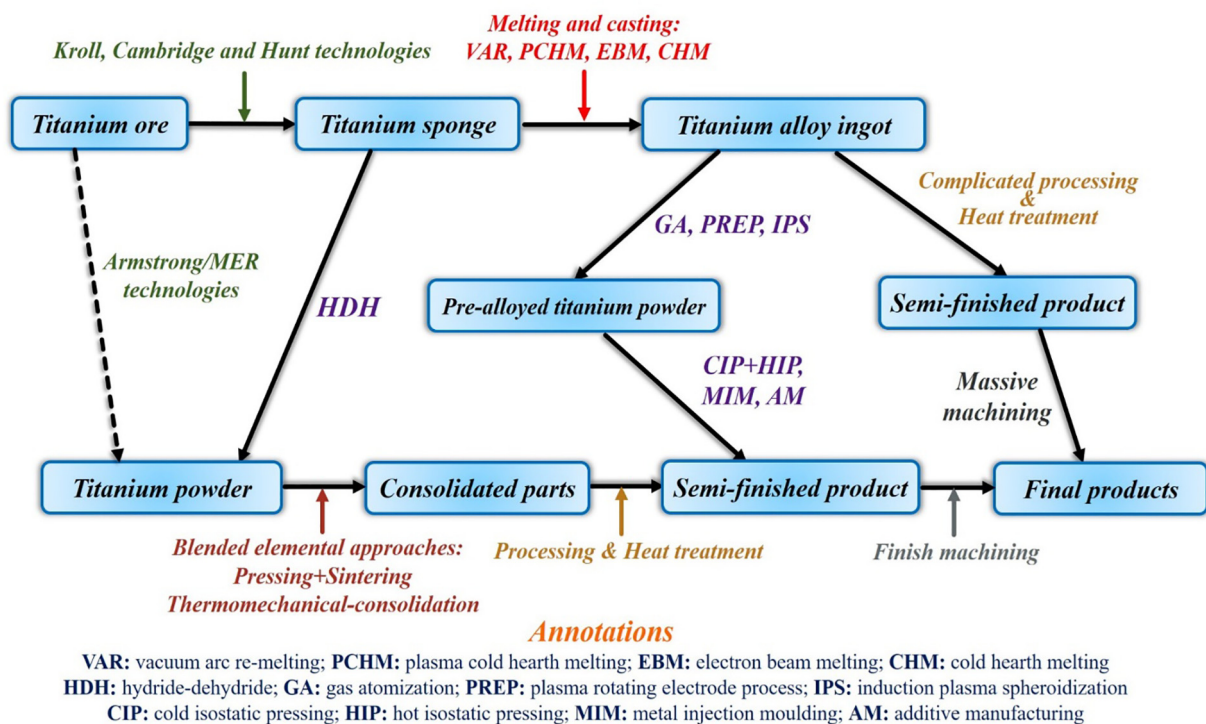 Kroll, Cambridge and Hunt technologies
Melting and casting:
VAR, PCHM, EBM, CHM
Titanium ore
Titanium sponge
Titanium alloy ingot
Complicated processing
&
Heat treatment
GA, PREP, IPS
Armstrong/MER
technologies
HDH
Pre-alloyed titanium powder
Semi-finished product
CIP+HIP,
MIM, AM
Massive
machining
Titanium powder
Consolidated parts
Semi-finished product
Final products
Blended elemental approaches:
Pressing+Sintering
Thermomechanical-consolidation
Processing & Heat treatment
Finish machining
Annotations
VAR: vacuum arc re-melting; PCHM: plasma cold hearth melting; EBM: electron beam melting; CHM: cold hearth melting
HDH: hydride-dehydride; GA: gas atomization; PREP: plasma rotating electrode process; IPS: induction plasma spheroidization
CIP: cold isostatic pressing; HIP: hot isostatic pressing; MIM: metal injection moulding; AM: additive manufacturing